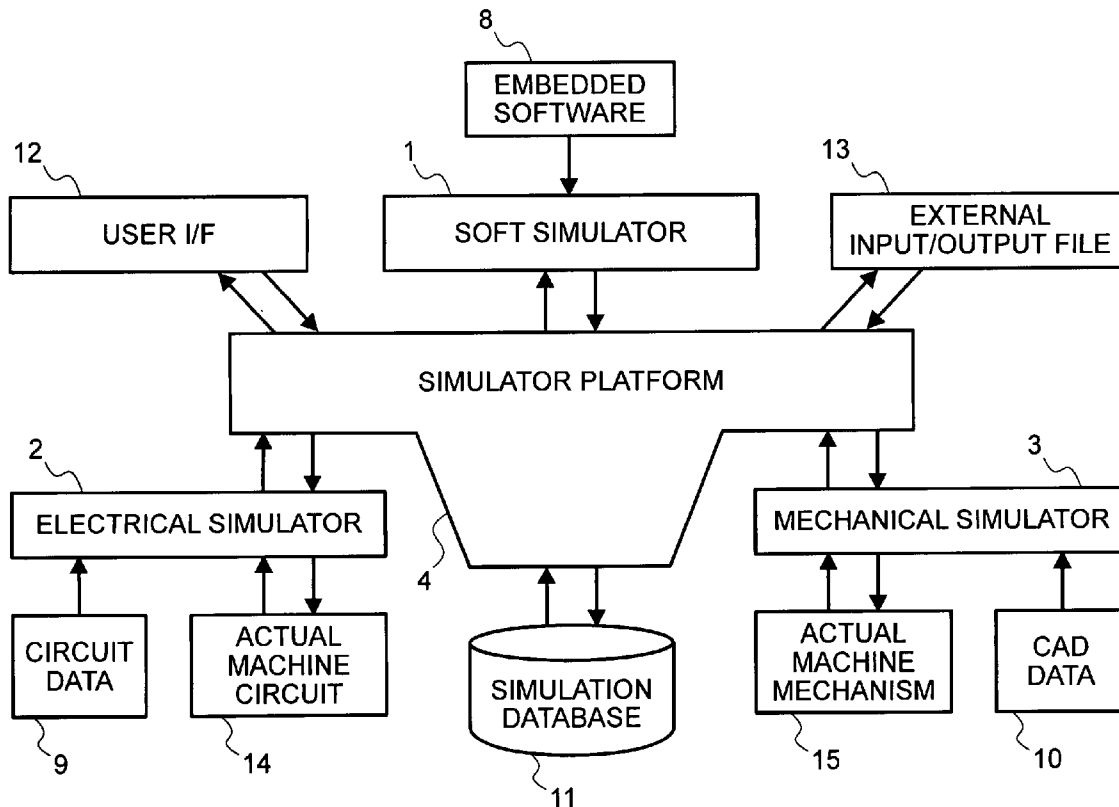 8
EMBEDDED
SOFTWARE
12
1
13
USER I/F
SOFT SIMULATOR
EXTERNAL
INPUT/OUTPUT FILE
SIMULATOR PLATFORM
2
3
ELECTRICAL SIMULATOR
MECHANICAL SIMULATOR
4
CIRCUIT
DATA
ACTUAL
MACHINE
CIRCUIT
SIMULATION
DATABASE
ACTUAL
MACHINE
MECHANISM
CAD
DATA
9
14
11
15
10